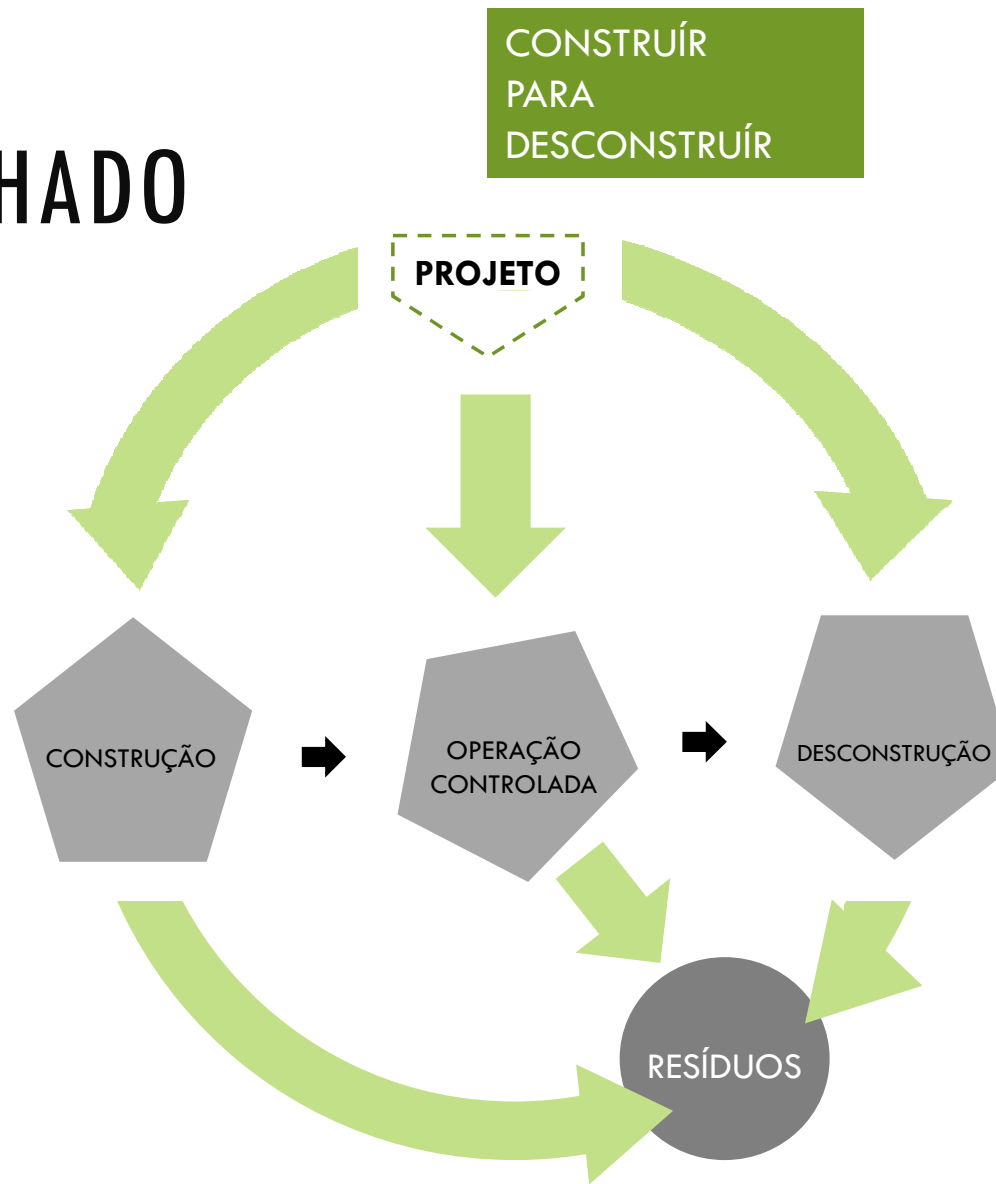 CONSTRUÍR
PARA
DESCONSTRUÍR
HADO
PROJETO
CONSTRUÇÃO
OPERAÇÃO
CONTROLADA
DESCONSTRUÇÃO
RESÍDUOS